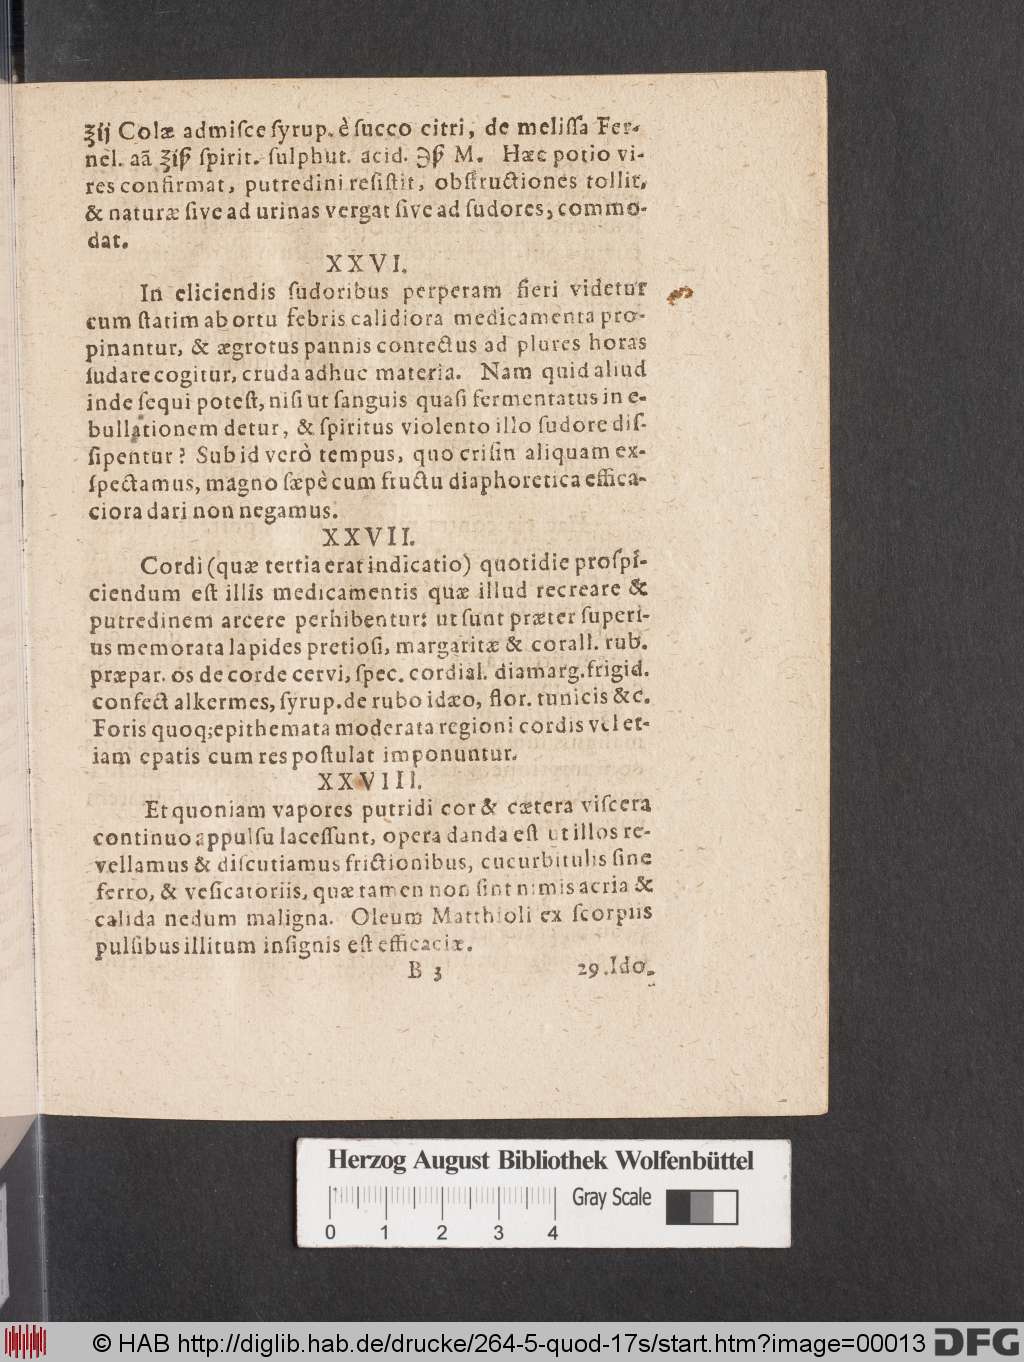 ʒij Colæ admiſce ſyrup. è ſucco citri, de meliſſa Fer-
nel. aã ʒiß ſpirit. ſulphur. acid. ℈ß M. Hæc potio vi-
res confirmat, putredini reſiſtit, obſtructiones tollit,
& naturæ ſive ad urinas vergat ſive ad ſudores, commo-
dat.
XXVI.
In eliciendis ſudoribus perperam fieri videtur
cum ſtatim ab ortu febris calidiora medicamenta pro-
pinantur, & ægrotus pannis contectus ad plures horas
ſudare cogitur, cruda adhuc materia. Nam quid aliud
inde ſequi poteſt, niſi ut ſanguis quaſi fermentatus in e-
bullationem detur, & ſpiritus violento illo ſudore diſ-
ſipentur? Sub id verò tempus, quo criſin aliquam ex-
ſpectamus, magno ſæpè cum fructu diaphoretica effica-
ciora dari non negamus.
XXVII.
Cordi (quæ tertia erat indicatio) quotidie proſpi-
ciendum eſt illis medicamentis quæ illud recreare &
putredinem arcere perhibentur: ut ſunt præter ſuperi-
us memorata lapides pretioſi, margaritæ & corall. rub.
præpar. os de corde cervi, ſpec. cordial. diamarg. frigid.
confect alkermes, ſyrup. de rubo idæo, flor. tunicis &c.
Foris quoq; epithemata moderata regioni cordis vel et-
iam epatis cum res poſtulat imponuntur.
XXVIII.
Et quoniam vapores putridi cor & cætera viſcera
continuo appulſu laceſſunt, opera danda eſt ut illos re-
vellamus & diſcutiamus frictionibus, cucurbitulis ſine
ferro, & veſicatoriis, quæ tamen non ſint nimis acria &
calida nedum maligna. Oleum Matthioli ex ſcorpiis
pulſibus illitum inſignis eſt efficaciæ.
B 3 29. Ido-
Herzog August Bibliothek Wolfenbüttel
Gray Scale
0 1 2 3 4
© HAB http://diglib.hab.de/drucke/264-5-quod-17s/start.htm?image=00013 DFG